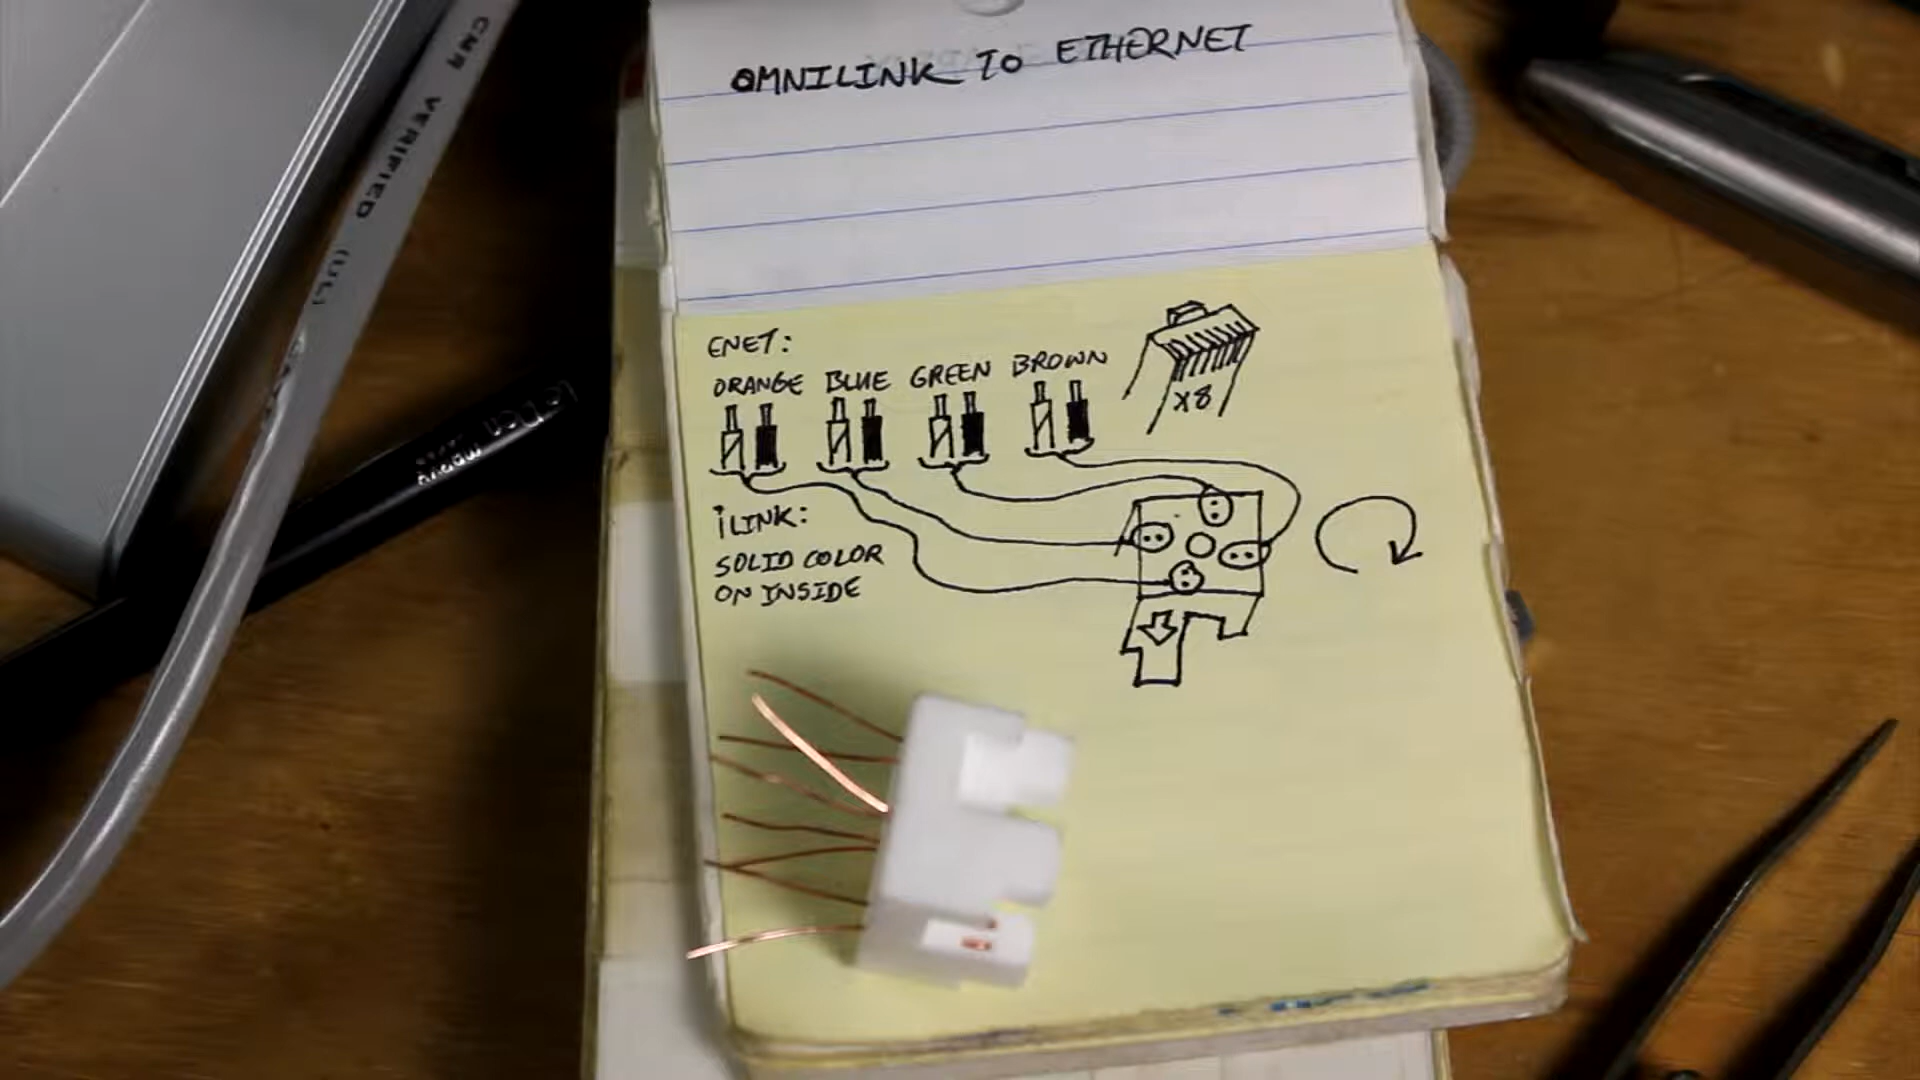 OMNILINK TO ETHERNET
ENET:
ORANGE BLUE GREEN BROWN
x8
iLINK:
SOLID COLOR
ON INSIDE
CMR VERIFIED (UL)